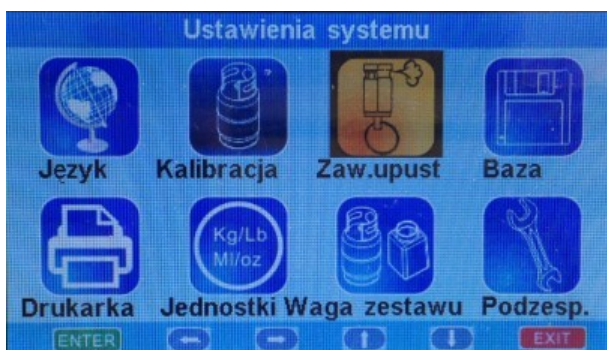 Ustawienia systemu
Język Kalibracja Zaw.upust Baza
Kg/Lb
Ml/oz
Drukarka Jednostki Waga zestawu Podzesp.
ENTER EXIT